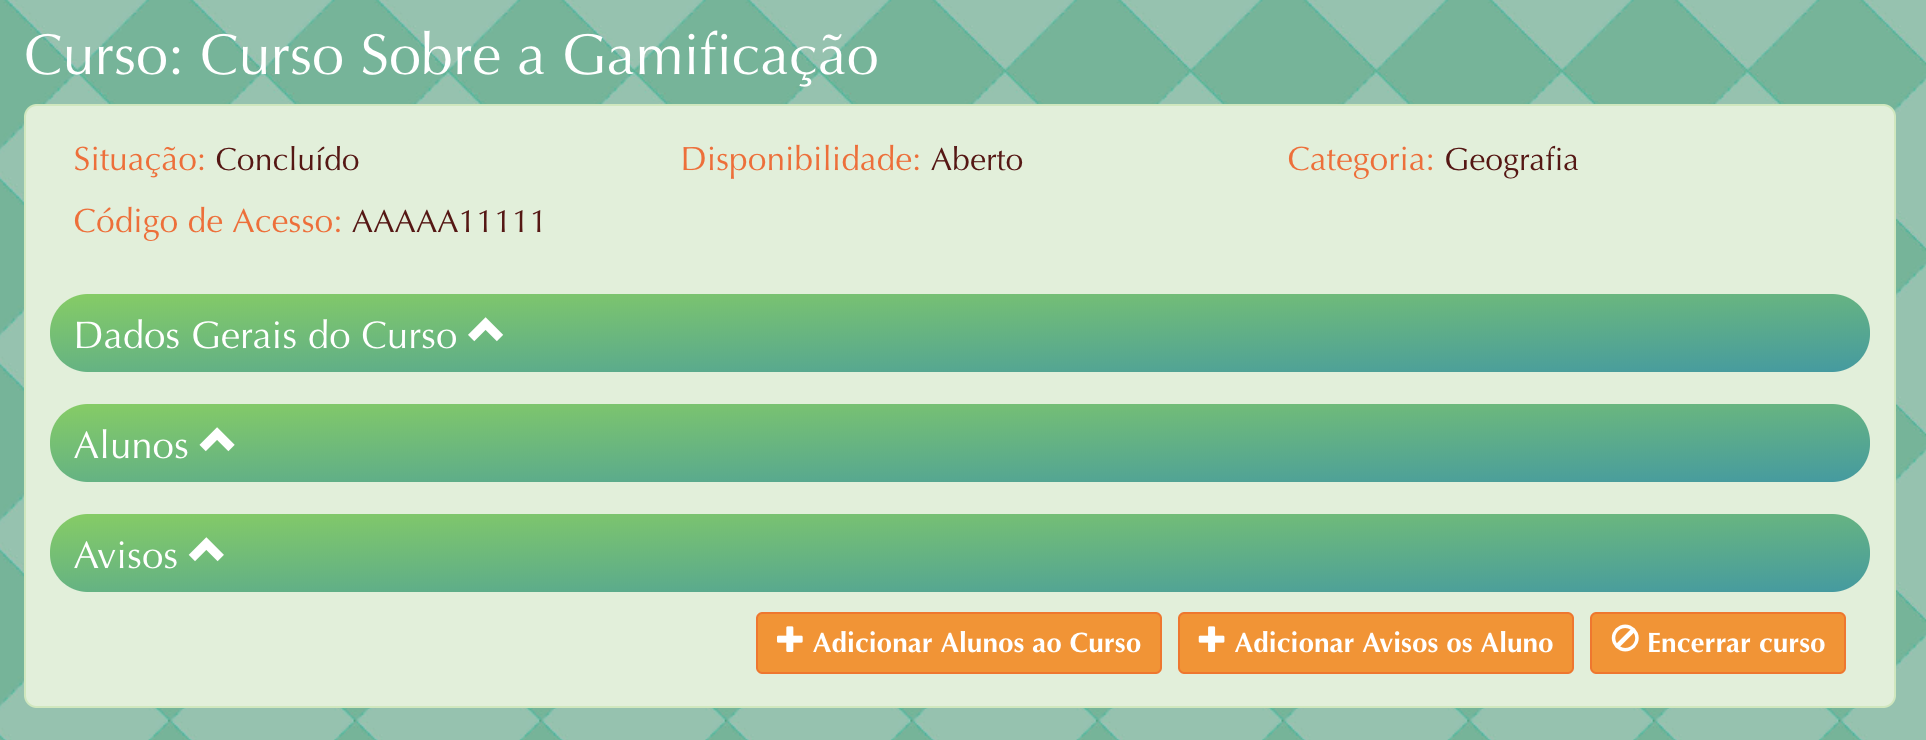 Curso: Curso Sobre a Gamificação
Situação: Concluído Disponibilidade: Aberto Categoria: Geografia
Código de Acesso: AAAAA11111
Dados Gerais do Curso
Alunos
Avisos
Adicionar Alunos ao Curso Adicionar Avisos os Aluno Encerrar curso